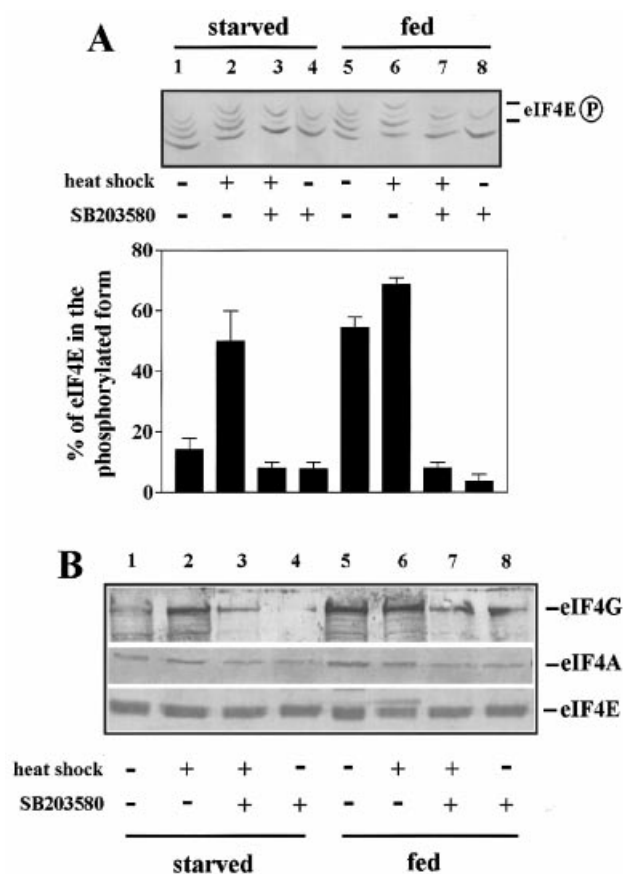 A
starved fed
1 2 3 4 5 6 7 8
eIF4E P
heat shock - + + - - + + -
SB203580 - - + + - - + +
% of eIF4E in the
phosphorylated form
80
60
40
20
0
B
1 2 3 4 5 6 7 8
-eIF4G
-eIF4A
-eIF4E
heat shock - + + - - + + -
SB203580 - - + + - - + +
starved fed